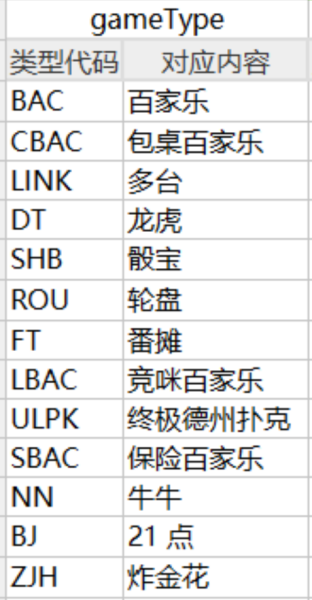 gameType
类型代码 对应内容
BAC 百家乐
CBAC 包桌百家乐
LINK 多台
DT 龙虎
SHB 骰宝
ROU 轮盘
FT 番摊
LBAC 竞咪百家乐
ULPK 终极德州扑克
SBAC 保险百家乐
NN 牛牛
BJ 21 点
ZJH 炸金花